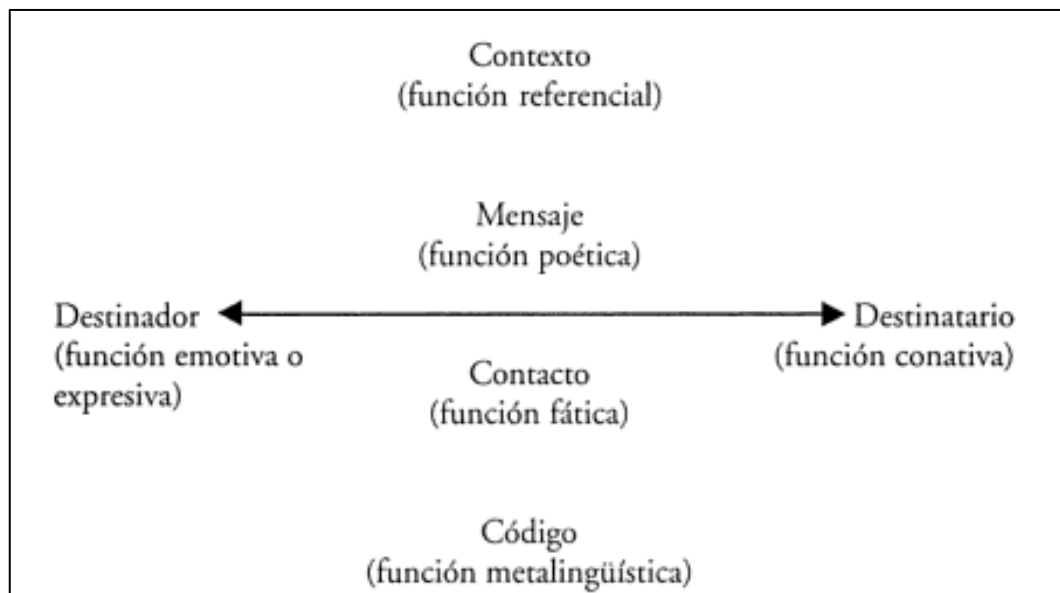 Contexto
(función referencial)
Mensaje
(función poética)
Destinador
(función emotiva o
expresiva)
Destinatario
(función conativa)
Contacto
(función fática)
Código
(función metalingüística)